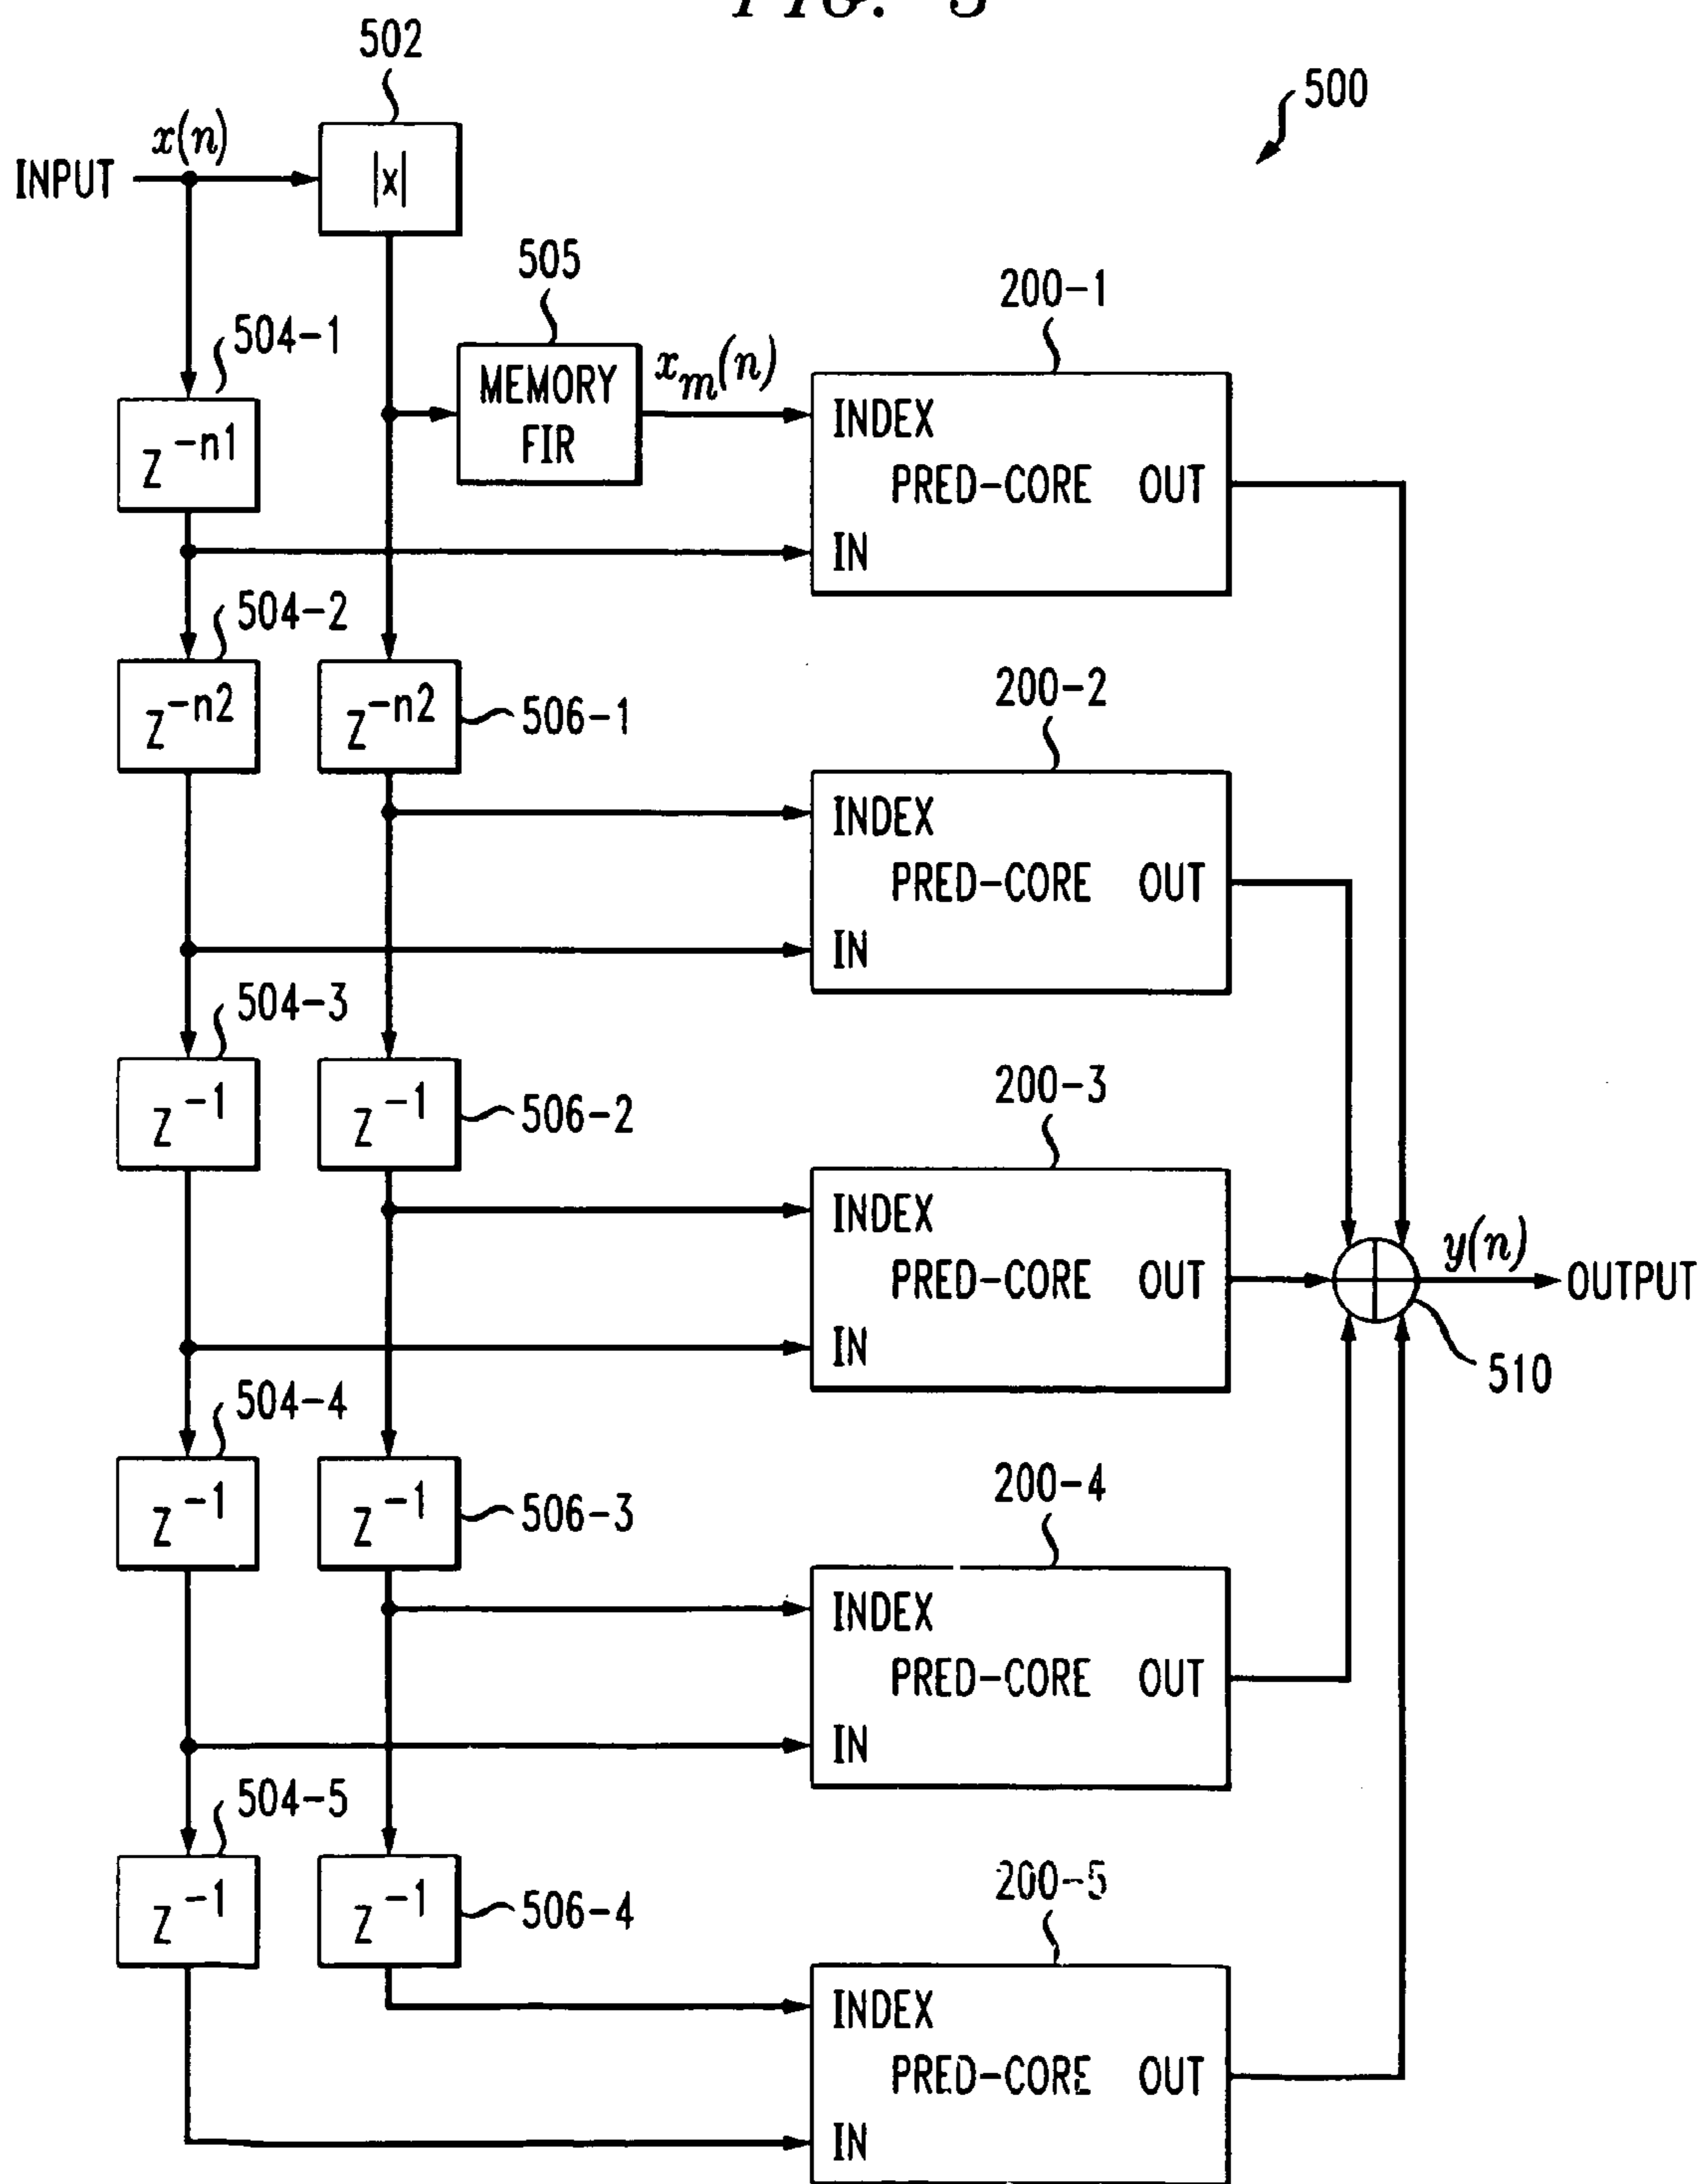 FIG. 5
502
500
x(n)
INPUT
|x|
505
200-1
504-1
MEMORY
FIR
x_m(n)
INDEX
z^-n1
PRED-CORE OUT
IN
504-2
200-2
z^-n2
z^-n2
506-1
INDEX
PRED-CORE OUT
IN
504-3
200-3
z^-1
z^-1
506-2
INDEX
PRED-CORE OUT
y(n)
OUTPUT
IN
510
504-4
200-4
z^-1
z^-1
506-3
INDEX
PRED-CORE OUT
IN
504-5
200-5
z^-1
z^-1
506-4
INDEX
PRED-CORE OUT
IN